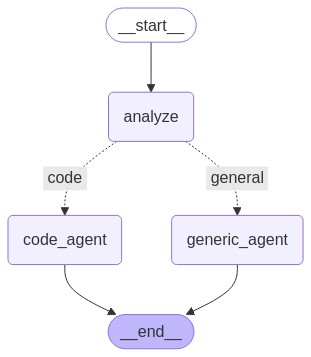 __start__
analyze
code
general
code_agent
generic_agent
__end__